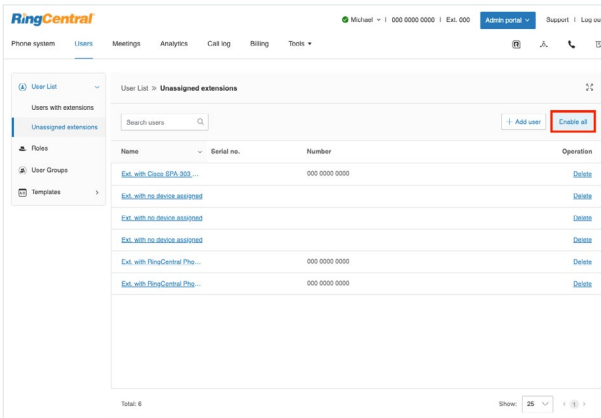 RingCentral
Michael | 000 0000 0000 | Ext. 000 Admin portal Support | Log ou
Phone system Users Meetings Analytics Call log Billing Tools
User List
Users with extensions
Unassigned extensions
Roles
User Groups
Templates
User List » Unassigned extensions
Search users + Add user Enable all
Name Serial no. Number Operation
Ext. with Cisco SPA-303 ... 000 0000 0000 Delete
Ext. with no device assigned Delete
Ext. with no device assigned Delete
Ext. with no device assigned Delete
Ext. with RingCentral Pho... 000 0000 0000 Delete
Ext. with RingCentral Pho... 000 0000 0000 Delete
Total: 6 Show: 25 1